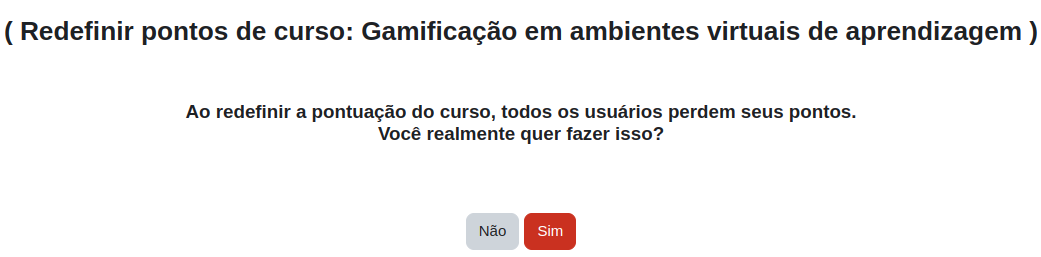 ( Redefinir pontos de curso: Gamificação em ambientes virtuais de aprendizagem )
Ao redefinir a pontuação do curso, todos os usuários perdem seus pontos.
Você realmente quer fazer isso?
Não Sim